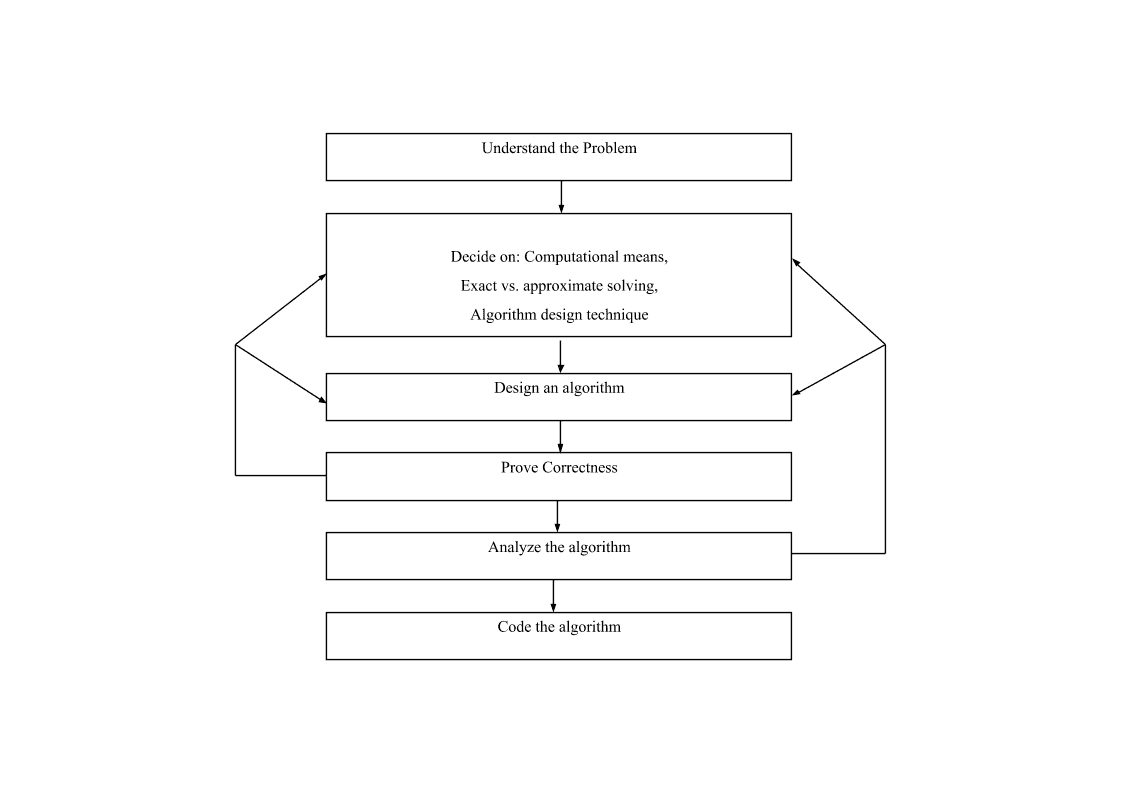 Understand the Problem
Decide on: Computational means,
Exact vs. approximate solving,
Algorithm design technique
Design an algorithm
Prove Correctness
Analyze the algorithm
Code the algorithm